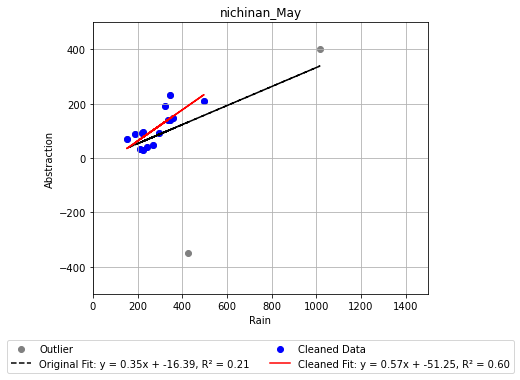 nichinan_May
400
200
0
−200
−400
Abstraction
0 200 400 600 800 1000 1200 1400
Rain
Outlier Cleaned Data
Original Fit: y = 0.35x + -16.39, R² = 0.21 Cleaned Fit: y = 0.57x + -51.25, R² = 0.60